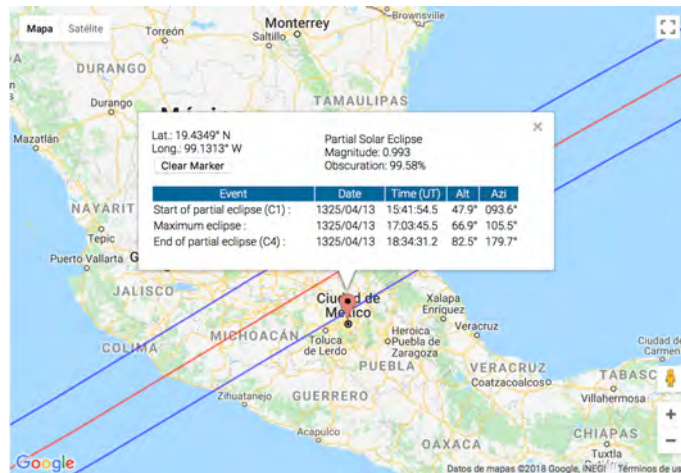 Mapa Satélite
Torreón
Monterrey
Saltillo
Brownsville
DURANGO
Durango
TAMAULIPAS
Mazatlán
Lat.: 19.4349° N
Long.: 99.1313° W
Clear Marker
Partial Solar Eclipse
Magnitude: 0.993
Obscuration: 99.58%
×
Event Date Time (UT) Alt Azi
Start of partial eclipse (C1) : 1325/04/13 15:41:54.5 47.9° 093.6°
Maximum eclipse : 1325/04/13 17:03:45.5 66.9° 105.5°
End of partial eclipse (C4) : 1325/04/13 18:34:31.2 82.5° 179.7°
NAYARIT
Tepic
Puerto Vallarta
G
JALISCO
Ciudad de
México
Xalapa
Enríquez
Veracruz
COLIMA
MICHOACÁN
Toluca
de Lerdo
Heroica
Puebla de
Zaragoza
PUEBLA
VERACRUZ
Coatzacoalcos
Ciudad de
Carmen
TABASC
Villahermosa
Zihuatanejo
GUERRERO
Acapulco
OAXACA
CHIAPAS
Tuxtla
+
−
Google
Datos de mapas ©2018 Google, INEGI Términos de us